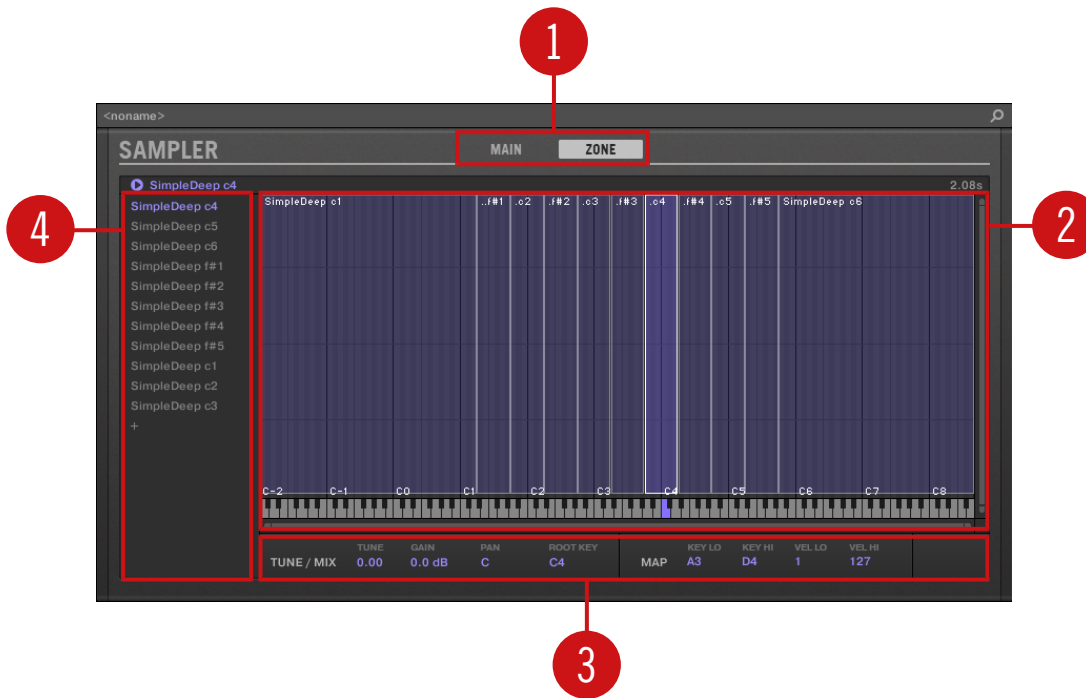 1
<noname>
SAMPLER
MAIN ZONE
SimpleDeep c4 2.08s
SimpleDeep c4
SimpleDeep c5
SimpleDeep c6
SimpleDeep f#1
SimpleDeep f#2
SimpleDeep f#3
SimpleDeep f#4
SimpleDeep f#5
SimpleDeep c1
SimpleDeep c2
SimpleDeep c3
+
4
SimpleDeep c1 ..f#1 .c2 .f#2 .c3 .f#3 .c4 .f#4 .c5 .f#5 SimpleDeep c6
2
C-2 C-1 C0 C1 C2 C3 C4 C5 C6 C7 C8
TUNE GAIN PAN ROOT KEY KEY LO KEY HI VEL LO VEL HI
TUNE / MIX 0.00 0.0 dB C C4 MAP A3 D4 1 127
3